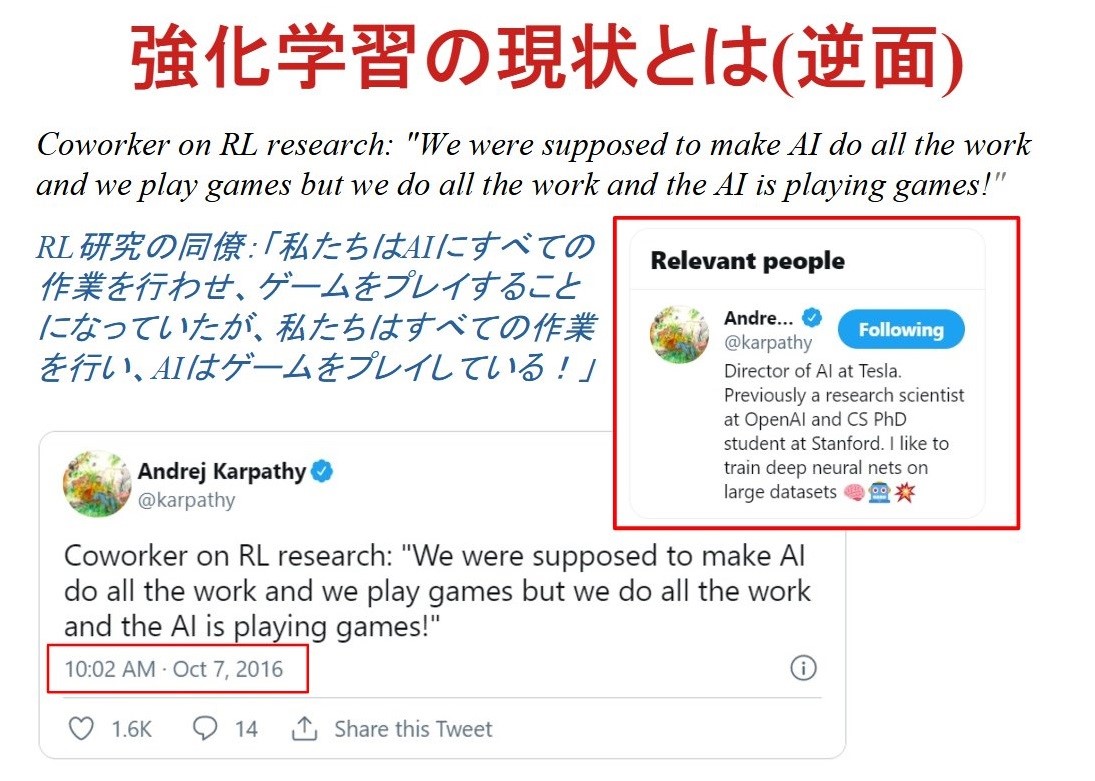 強化学習の現状とは(逆面)
Coworker on RL research: "We were supposed to make AI do all the work
and we play games but we do all the work and the AI is playing games!"
RL研究の同僚:「私たちはAIにすべての
作業を行わせ、ゲームをプレイすること
になっていたが、私たちはすべての作業
を行い、AIはゲームをプレイしている！」
Relevant people
Andre...
Following
@karpathy
Director of AI at Tesla.
Previously a research scientist
at OpenAI and CS PhD
student at Stanford. I like to
train deep neural nets on
large datasets 🧠🤖💥
Andrej Karpathy
@karpathy
Coworker on RL research: "We were supposed to make AI
do all the work and we play games but we do all the work
and the AI is playing games!"
10:02 AM · Oct 7, 2016
1.6K 14 Share this Tweet